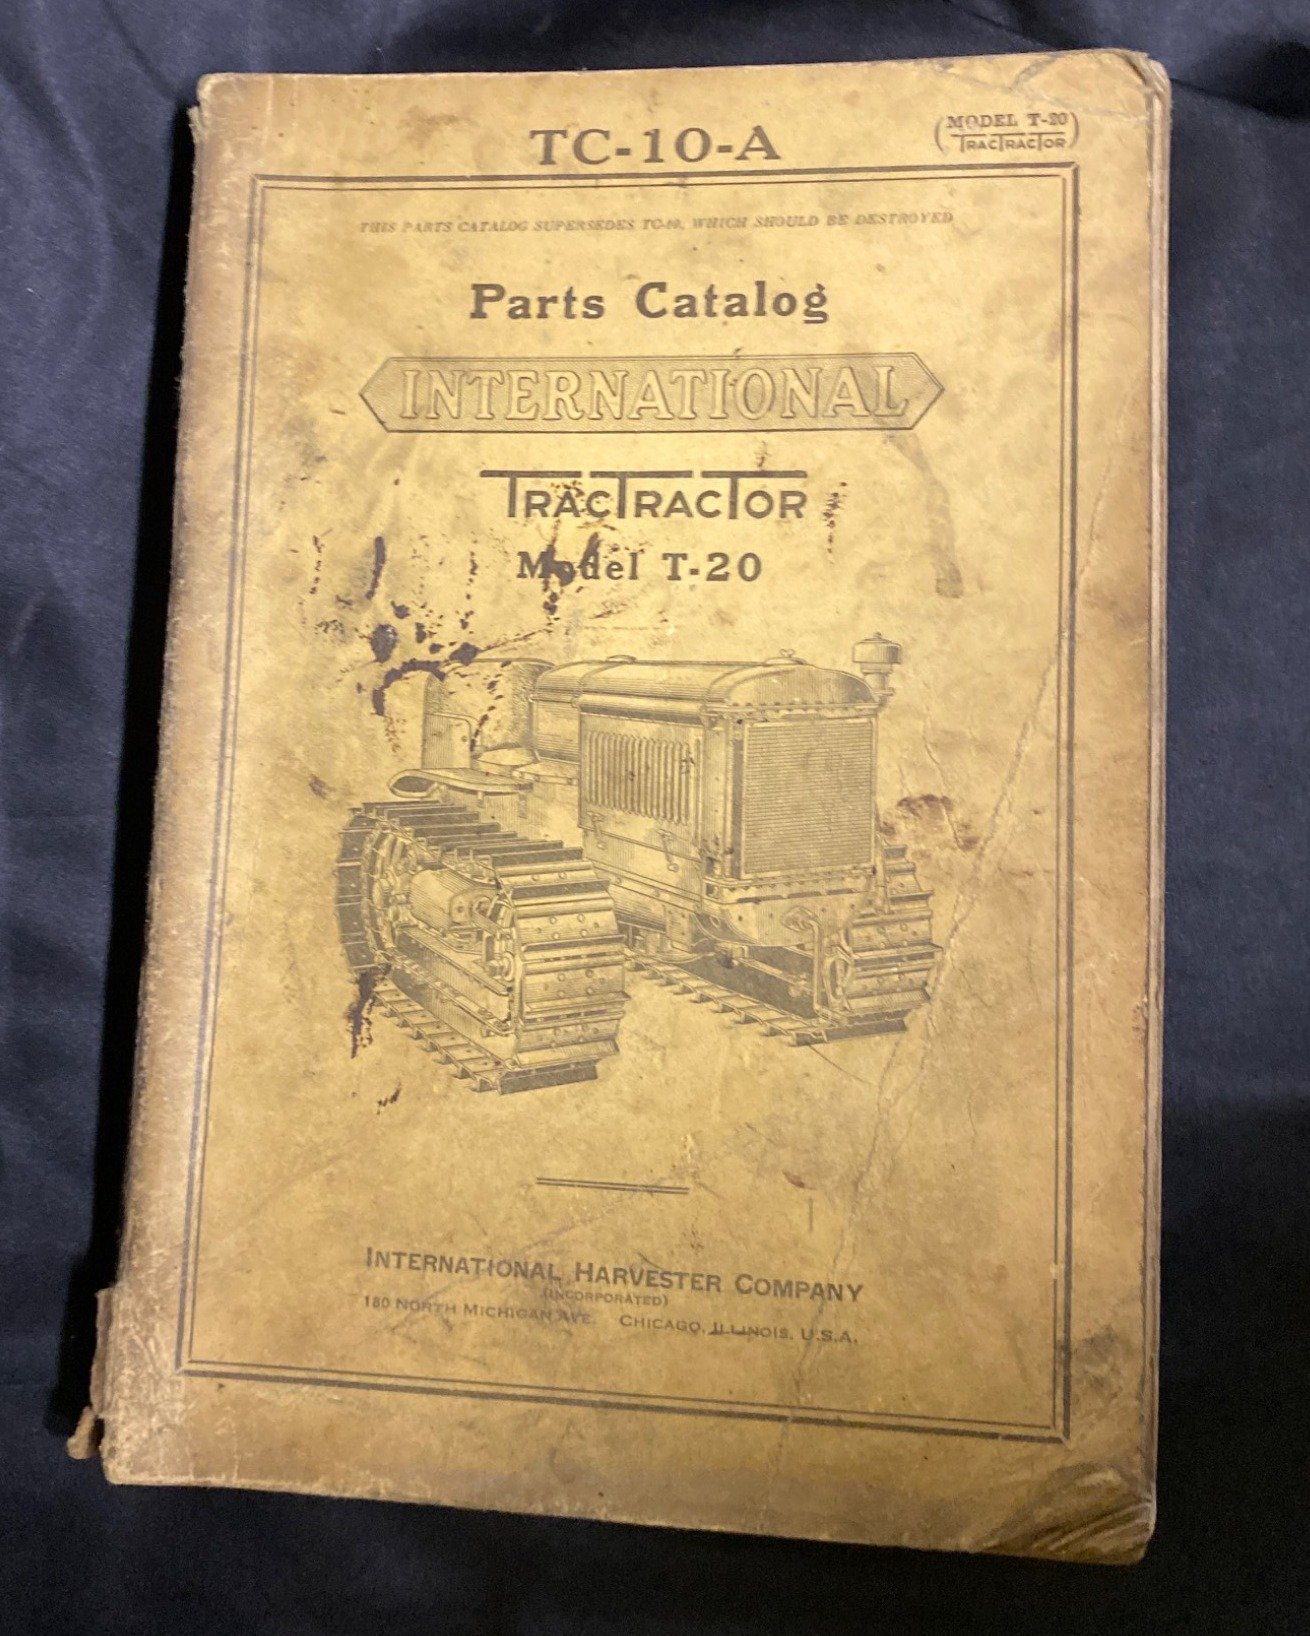 TC-10-A
(MODEL T-20
TRACTRACTOR)
THIS PARTS CATALOG SUPERSEDES TC-10, WHICH SHOULD BE DESTROYED
Parts Catalog
INTERNATIONAL
TRACTRACTOR
Model T-20
INTERNATIONAL HARVESTER COMPANY
(INCORPORATED)
180 NORTH MICHIGAN AVE. CHICAGO, ILLINOIS, U.S.A.